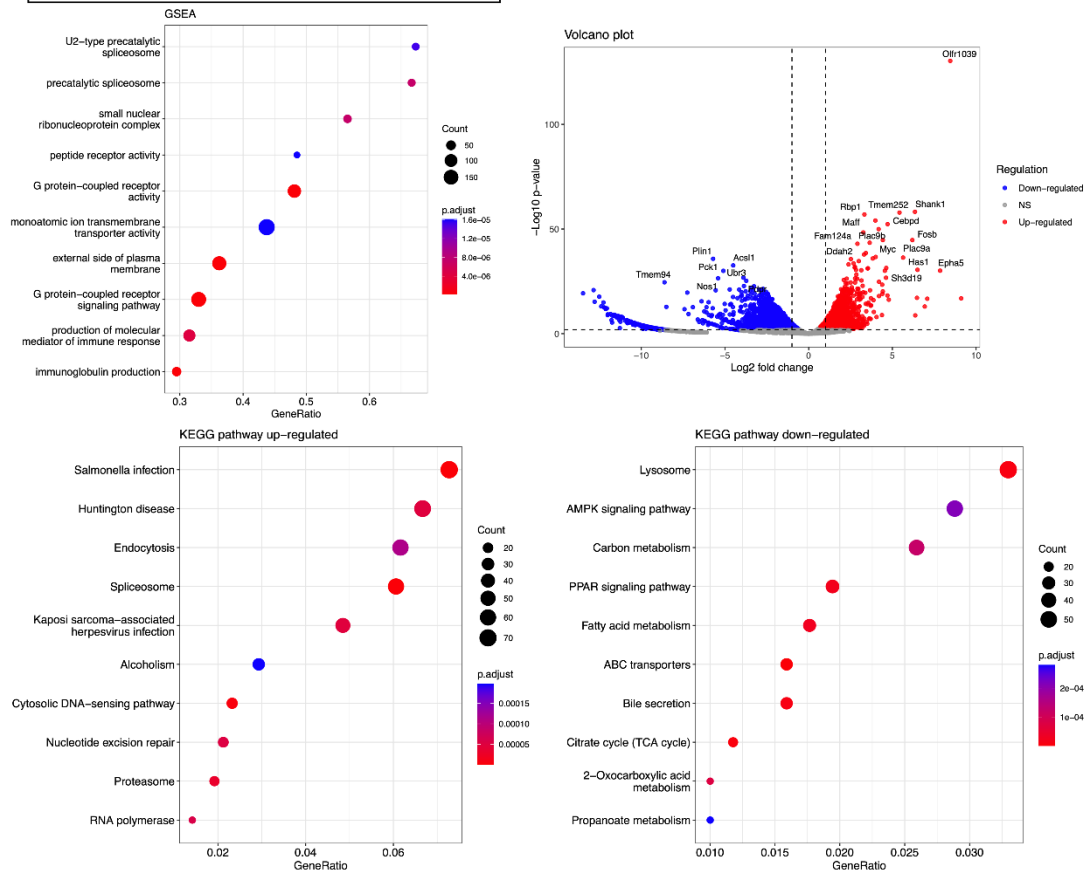 GSEA
U2-type precatalytic
spliceosome
precatalytic spliceosome
small nuclear
ribonucleoprotein complex
peptide receptor activity
G protein-coupled receptor
activity
monoatomic ion transmembrane
transporter activity
external side of plasma
membrane
G protein-coupled receptor
signaling pathway
production of molecular
mediator of immune response
immunoglobulin production
0.3 0.4 0.5 0.6
GeneRatio
Count
50
100
150
p.adjust
1.6e-05
1.2e-05
8.0e-06
4.0e-06
Volcano plot
Olfr1039
Rbp1 Tmem252 Shank1
Maff Cebpd
Fam124a Plac9b Fosb
Myc Plac9a
Ddah2 Has1
Epha5
Sh3d19
Plin1
Acsl1
Pck1
Ubr3
Tmem94
Nos1
100
50
0
-Log10 p-value
-10 -5 0 5 10
Log2 fold change
Regulation
Down-regulated
NS
Up-regulated
KEGG pathway up-regulated
Salmonella infection
Huntington disease
Endocytosis
Spliceosome
Kaposi sarcoma-associated
herpesvirus infection
Alcoholism
Cytosolic DNA-sensing pathway
Nucleotide excision repair
Proteasome
RNA polymerase
0.02 0.04 0.06
GeneRatio
Count
20
30
40
50
60
70
p.adjust
0.00015
0.00010
0.00005
KEGG pathway down-regulated
Lysosome
AMPK signaling pathway
Carbon metabolism
PPAR signaling pathway
Fatty acid metabolism
ABC transporters
Bile secretion
Citrate cycle (TCA cycle)
2-Oxocarboxylic acid
metabolism
Propanoate metabolism
0.010 0.015 0.020 0.025 0.030
GeneRatio
Count
20
30
40
50
p.adjust
2e-04
1e-04